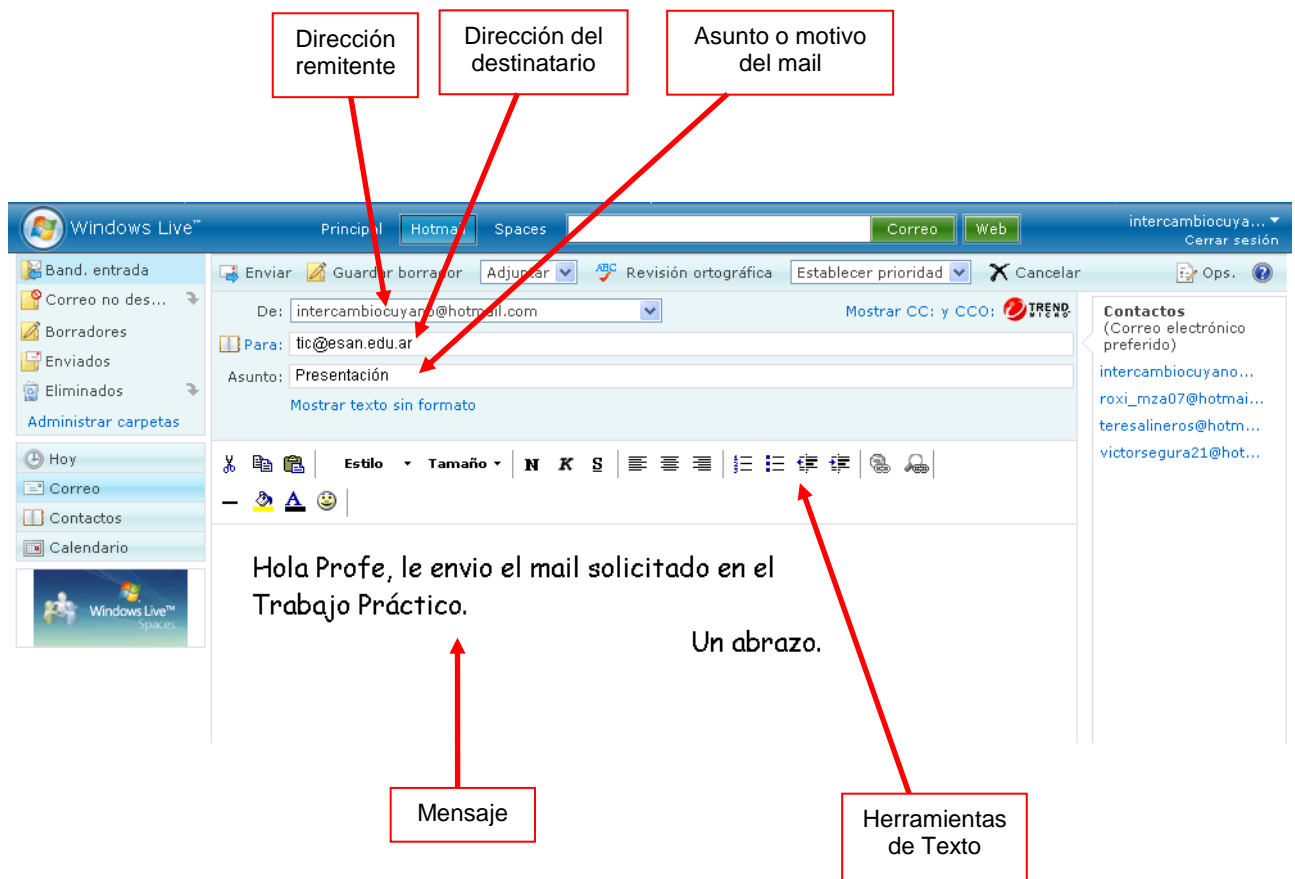 Dirección
remitente
Dirección del
destinatario
Asunto o motivo
del mail
Windows Live™
Principal
Hotmail
Spaces
Correo
Web
intercambiocuya...
Cerrar sesión
Band. entrada
Correo no des...
Borradores
Enviados
Eliminados
Administrar carpetas
Hoy
Correo
Contactos
Calendario
Windows Live™
Spaces
Enviar
Guardar borrador
Adjuntar
ABC
Revisión ortográfica
Establecer prioridad
Cancelar
Ops.
De: intercambiocuyano@hotmail.com
Mostrar CC: y CCO:
TREND
MICRO
Para: tic@esan.edu.ar
Asunto: Presentación
Mostrar texto sin formato
Estilo
Tamaño
N K S
A
Hola Profe, le envio el mail solicitado en el
Trabajo Práctico.
Un abrazo.
Contactos
(Correo electrónico
preferido)
intercambiocuyano...
roxi_mza07@hotmai...
teresalineros@hotm...
victorsegura21@hot...
Mensaje
Herramientas
de Texto